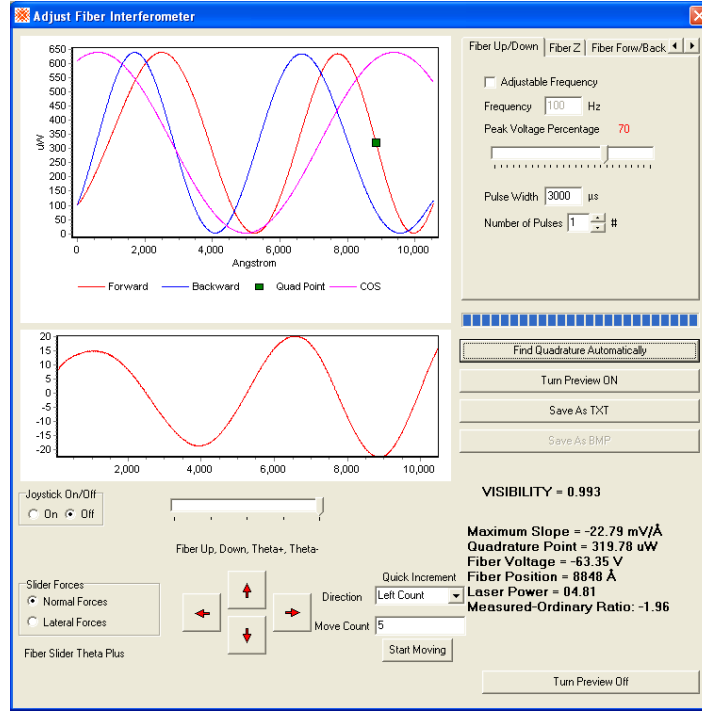 Adjust Fiber Interferometer
650
600
550
500
450
400
350
300
250
200
150
100
50
0
uW
0 2,000 4,000 6,000 8,000 10,000
Angstrom
Forward Backward Quad Point COS
Fiber Up/Down Fiber Z Fiber Forw/Back
Adjustable Frequency
Frequency 100 Hz
Peak Voltage Percentage 70
Pulse Width 3000 µs
Number of Pulses 1 #
20
15
10
5
0
-5
-10
-15
-20
2,000 4,000 6,000 8,000 10,000
Find Quadrature Automatically
Turn Preview ON
Save As TXT
Save As BMP
VISIBILITY = 0.993
Maximum Slope = -22.79 mV/Å
Quadrature Point = 319.78 uW
Fiber Voltage = -63.35 V
Fiber Position = 8848 Å
Laser Power = 04.81
Measured-Ordinary Ratio: -1.96
Joystick On/Off
On Off
Fiber Up, Down, Theta+, Theta-
Slider Forces
Normal Forces
Lateral Forces
Fiber Slider Theta Plus
Quick Increment
Direction Left Count
Move Count 5
Start Moving
Turn Preview Off